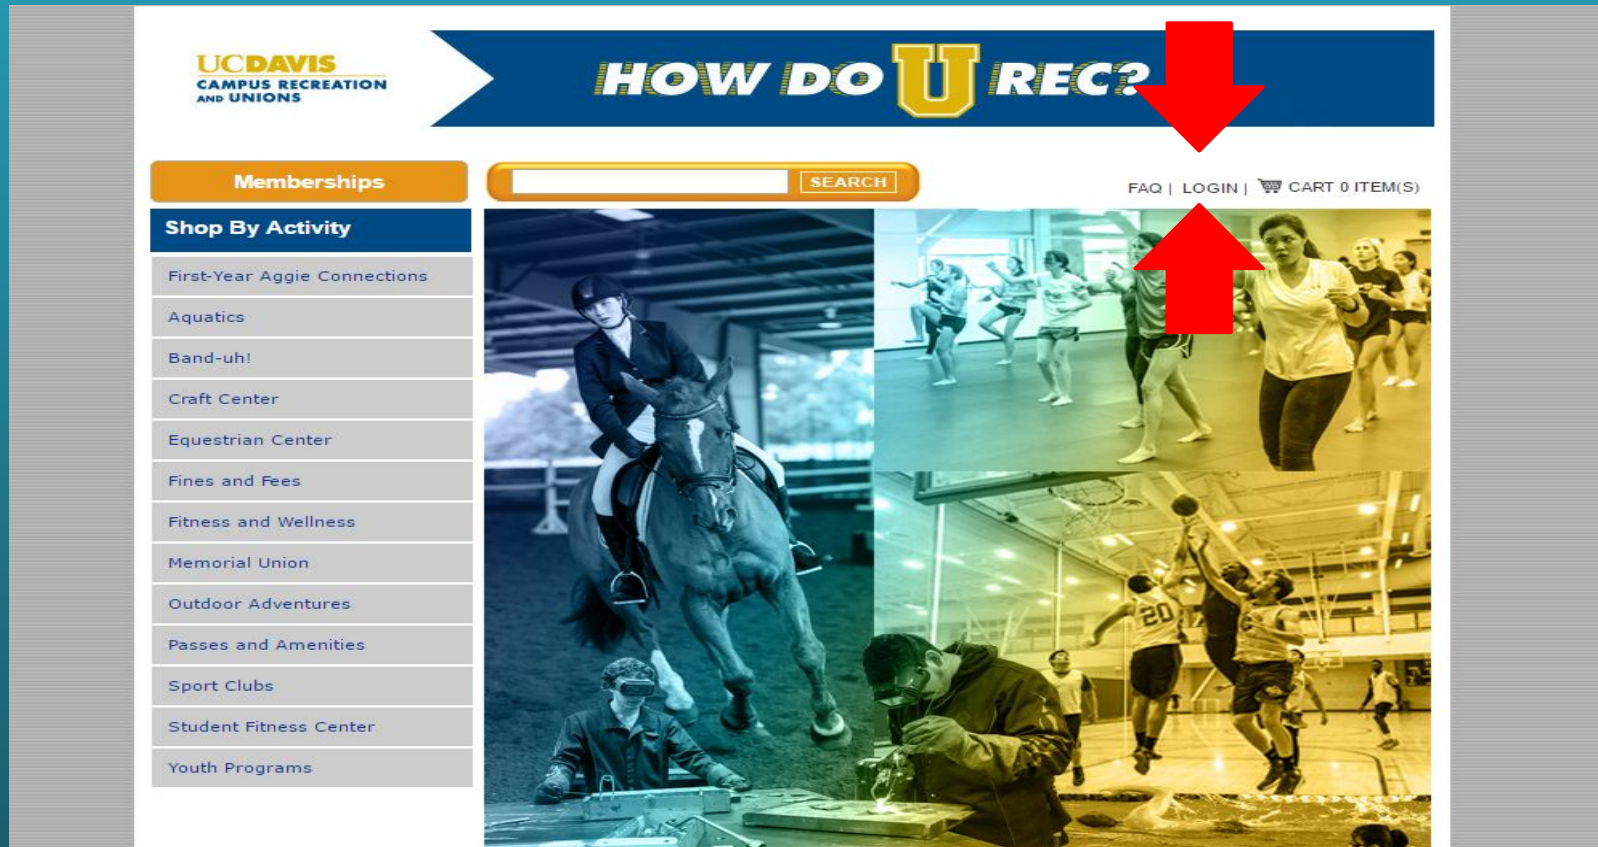 UCDAVIS
CAMPUS RECREATION
AND UNIONS
HOW DO U REC?
Memberships
SEARCH
FAQ | LOGIN | CART 0 ITEM(S)
Shop By Activity
First-Year Aggie Connections
Aquatics
Band-uh!
Craft Center
Equestrian Center
Fines and Fees
Fitness and Wellness
Memorial Union
Outdoor Adventures
Passes and Amenities
Sport Clubs
Student Fitness Center
Youth Programs
20